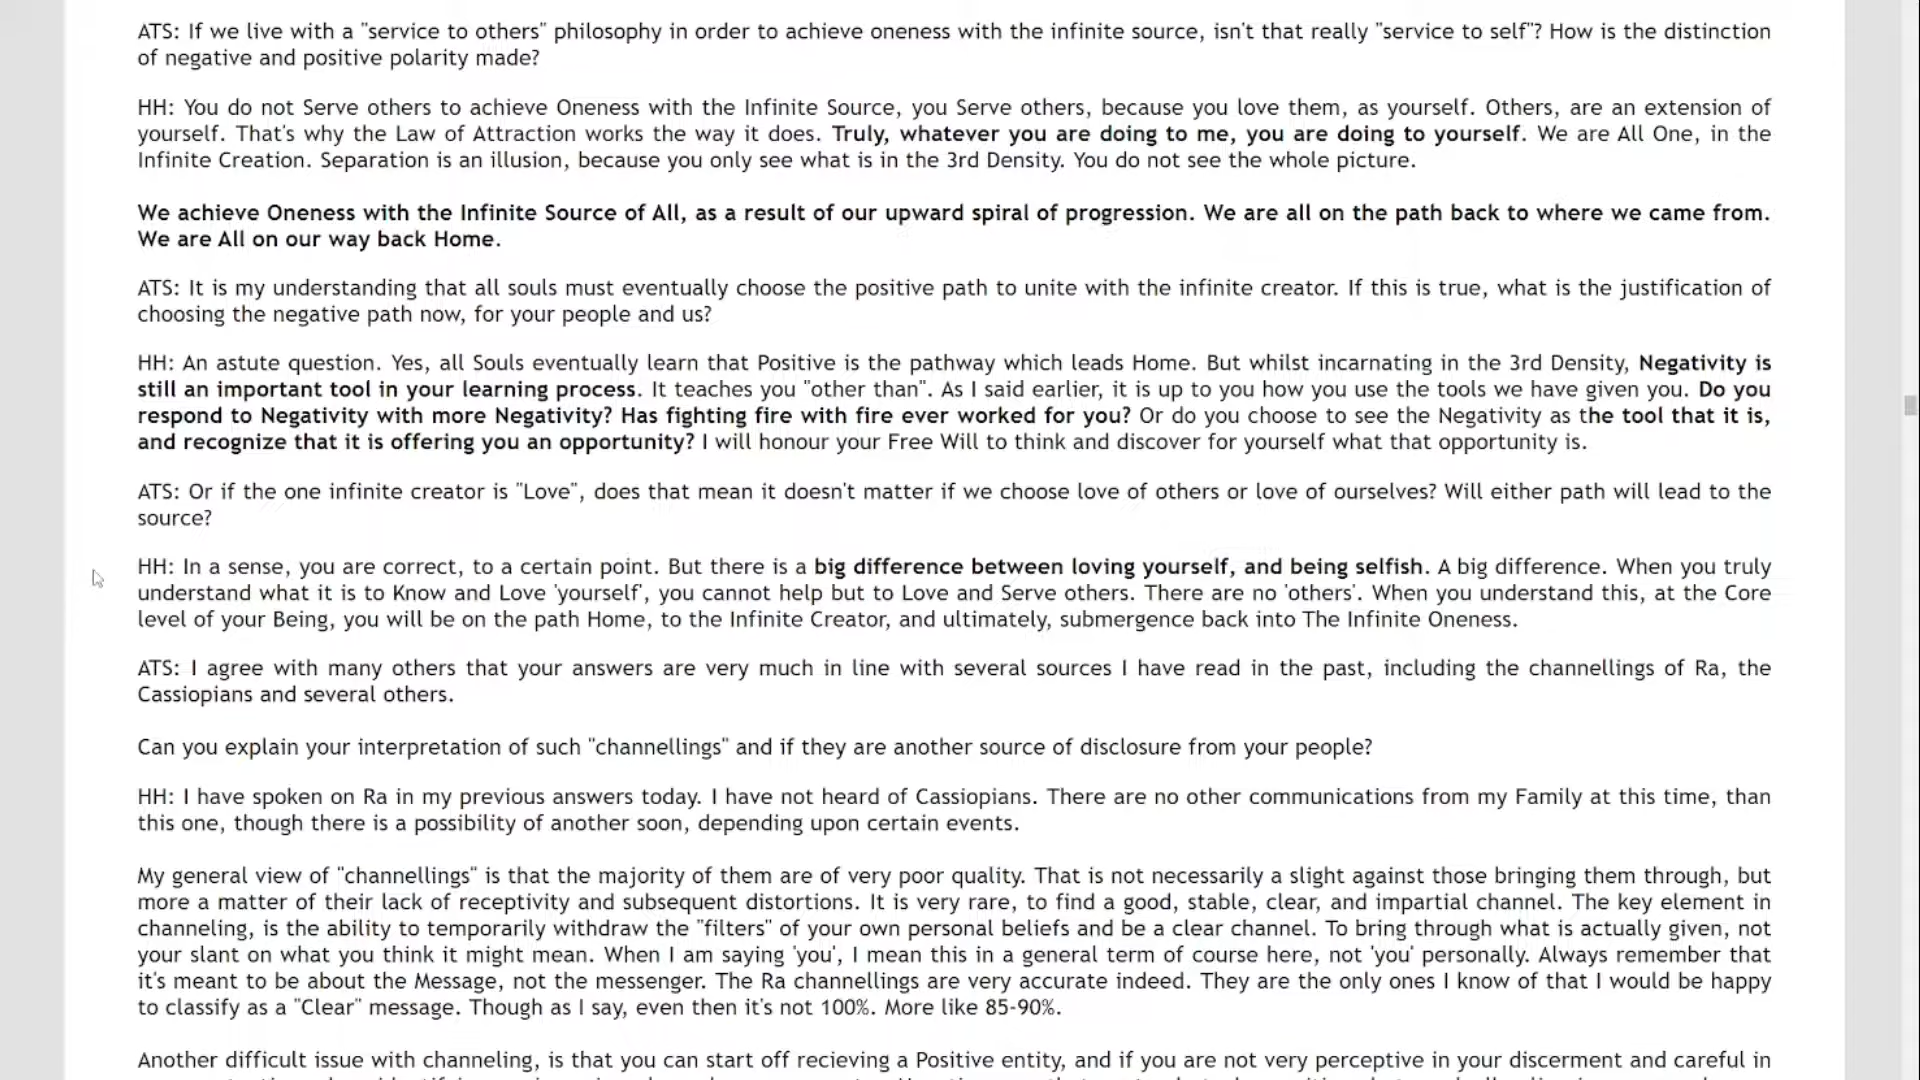 ATS: If we live with a "service to others" philosophy in order to achieve oneness with the infinite source, isn't that really "service to self"? How is the distinction
of negative and positive polarity made?
HH: You do not Serve others to achieve Oneness with the Infinite Source, you Serve others, because you love them, as yourself. Others, are an extension of
yourself. That's why the Law of Attraction works the way it does. Truly, whatever you are doing to me, you are doing to yourself. We are All One, in the
Infinite Creation. Separation is an illusion, because you only see what is in the 3rd Density. You do not see the whole picture.
We achieve Oneness with the Infinite Source of All, as a result of our upward spiral of progression. We are all on the path back to where we came from.
We are All on our way back Home.
ATS: It is my understanding that all souls must eventually choose the positive path to unite with the infinite creator. If this is true, what is the justification of
choosing the negative path now, for your people and us?
HH: An astute question. Yes, all Souls eventually learn that Positive is the pathway which leads Home. But whilst incarnating in the 3rd Density, Negativity is
still an important tool in your learning process. It teaches you "other than". As I said earlier, it is up to you how you use the tools we have given you. Do you
respond to Negativity with more Negativity? Has fighting fire with fire ever worked for you? Or do you choose to see the Negativity as the tool that it is,
and recognize that it is offering you an opportunity? I will honour your Free Will to think and discover for yourself what that opportunity is.
ATS: Or if the one infinite creator is "Love", does that mean it doesn't matter if we choose love of others or love of ourselves? Will either path will lead to the
source?
HH: In a sense, you are correct, to a certain point. But there is a big difference between loving yourself, and being selfish. A big difference. When you truly
understand what it is to Know and Love 'yourself', you cannot help but to Love and Serve others. There are no 'others'. When you understand this, at the Core
level of your Being, you will be on the path Home, to the Infinite Creator, and ultimately, submergence back into The Infinite Oneness.
ATS: I agree with many others that your answers are very much in line with several sources I have read in the past, including the channellings of Ra, the
Cassiopians and several others.
Can you explain your interpretation of such "channellings" and if they are another source of disclosure from your people?
HH: I have spoken on Ra in my previous answers today. I have not heard of Cassiopians. There are no other communications from my Family at this time, than
this one, though there is a possibility of another soon, depending upon certain events.
My general view of "channellings" is that the majority of them are of very poor quality. That is not necessarily a slight against those bringing them through, but
more a matter of their lack of receptivity and subsequent distortions. It is very rare, to find a good, stable, clear, and impartial channel. The key element in
channeling, is the ability to temporarily withdraw the "filters" of your own personal beliefs and be a clear channel. To bring through what is actually given, not
your slant on what you think it might mean. When I am saying 'you', I mean this in a general term of course here, not 'you' personally. Always remember that
it's meant to be about the Message, not the messenger. The Ra channellings are very accurate indeed. They are the only ones I know of that I would be happy
to classify as a "Clear" message. Though as I say, even then it's not 100%. More like 85-90%.
Another difficult issue with channeling, is that you can start off recieving a Positive entity, and if you are not very perceptive in your discerment and careful in